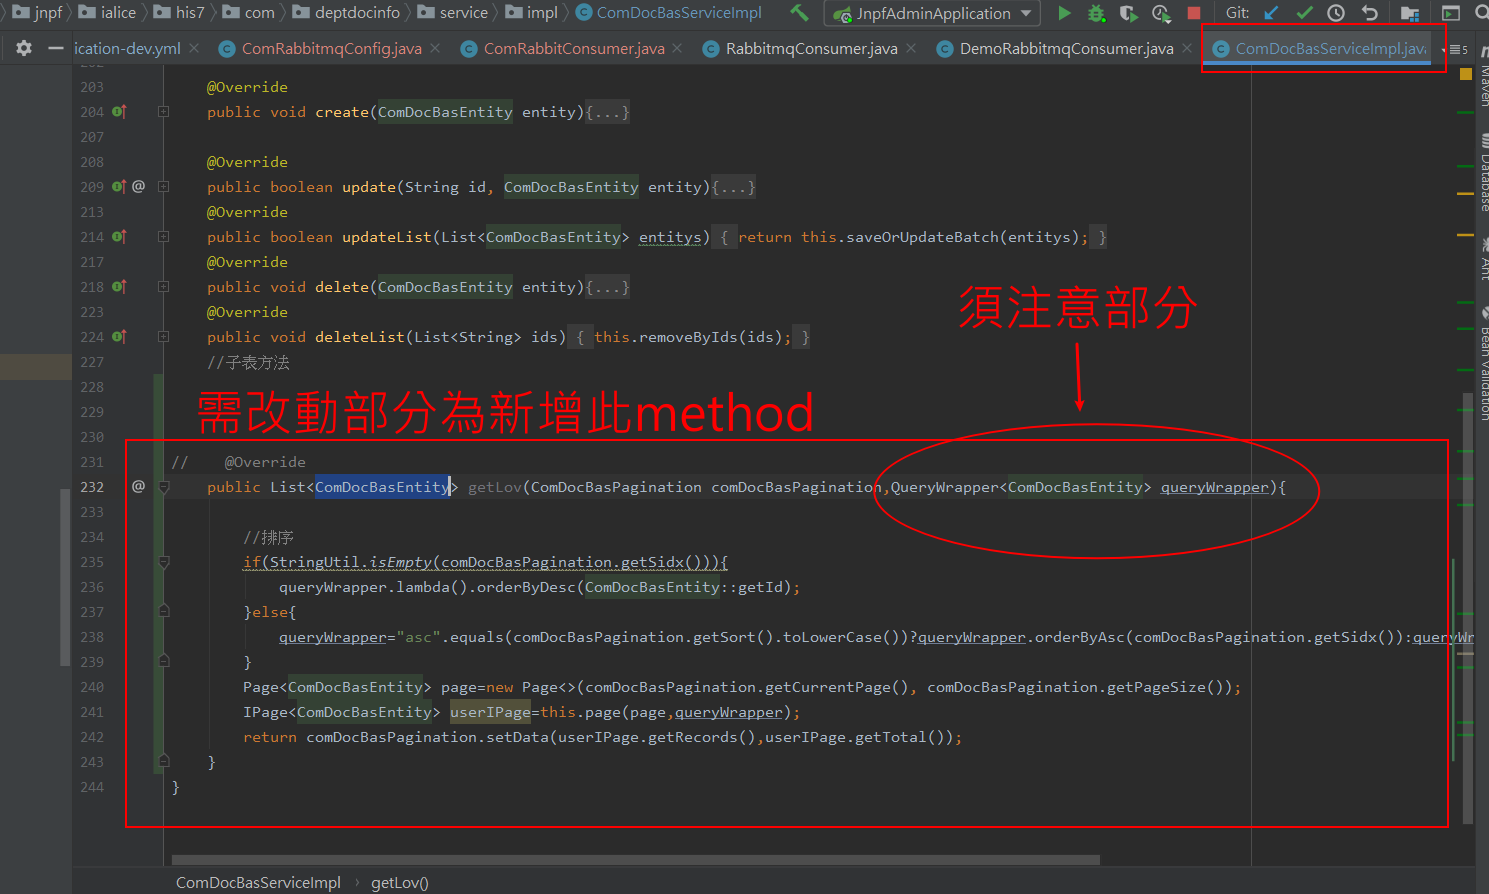 jnpf ialice his7 com deptdocinfo service impl ComDocBasServiceImpl JnpfAdminApplication Git:
ication-dev.yml ComRabbitmqConfig.java ComRabbitConsumer.java RabbitmqConsumer.java DemoRabbitmqConsumer.java ComDocBasServiceImpl.java 5
203 @Override
204 public void create(ComDocBasEntity entity){...}
207
208 @Override
209 @ public boolean update(String id, ComDocBasEntity entity){...}
213 @Override
214 public boolean updateList(List<ComDocBasEntity> entitys) { return this.saveOrUpdateBatch(entitys); }
217 @Override
218 public void delete(ComDocBasEntity entity){...}
223 @Override
224 public void deleteList(List<String> ids) { this.removeByIds(ids); }
227 //子表方法
228
229
230
須注意部分
需改動部分為新增此method
231 // @Override
232 @ public List<ComDocBasEntity> getLov(ComDocBasPagination comDocBasPagination,QueryWrapper<ComDocBasEntity> queryWrapper){
233
234 //排序
235 if(StringUtil.isEmpty(comDocBasPagination.getSidx())){
236 queryWrapper.lambda().orderByDesc(ComDocBasEntity::getId);
237 }else{
238 queryWrapper="asc".equals(comDocBasPagination.getSort().toLowerCase())?queryWrapper.orderByAsc(comDocBasPagination.getSidx()):queryWr
239 }
240 Page<ComDocBasEntity> page=new Page<>(comDocBasPagination.getCurrentPage(), comDocBasPagination.getPageSize());
241 IPage<ComDocBasEntity> userIPage=this.page(page,queryWrapper);
242 return comDocBasPagination.setData(userIPage.getRecords(),userIPage.getTotal());
243 }
244 }
Maven
Database
Ant
Bean Validation
ComDocBasServiceImpl getLov()